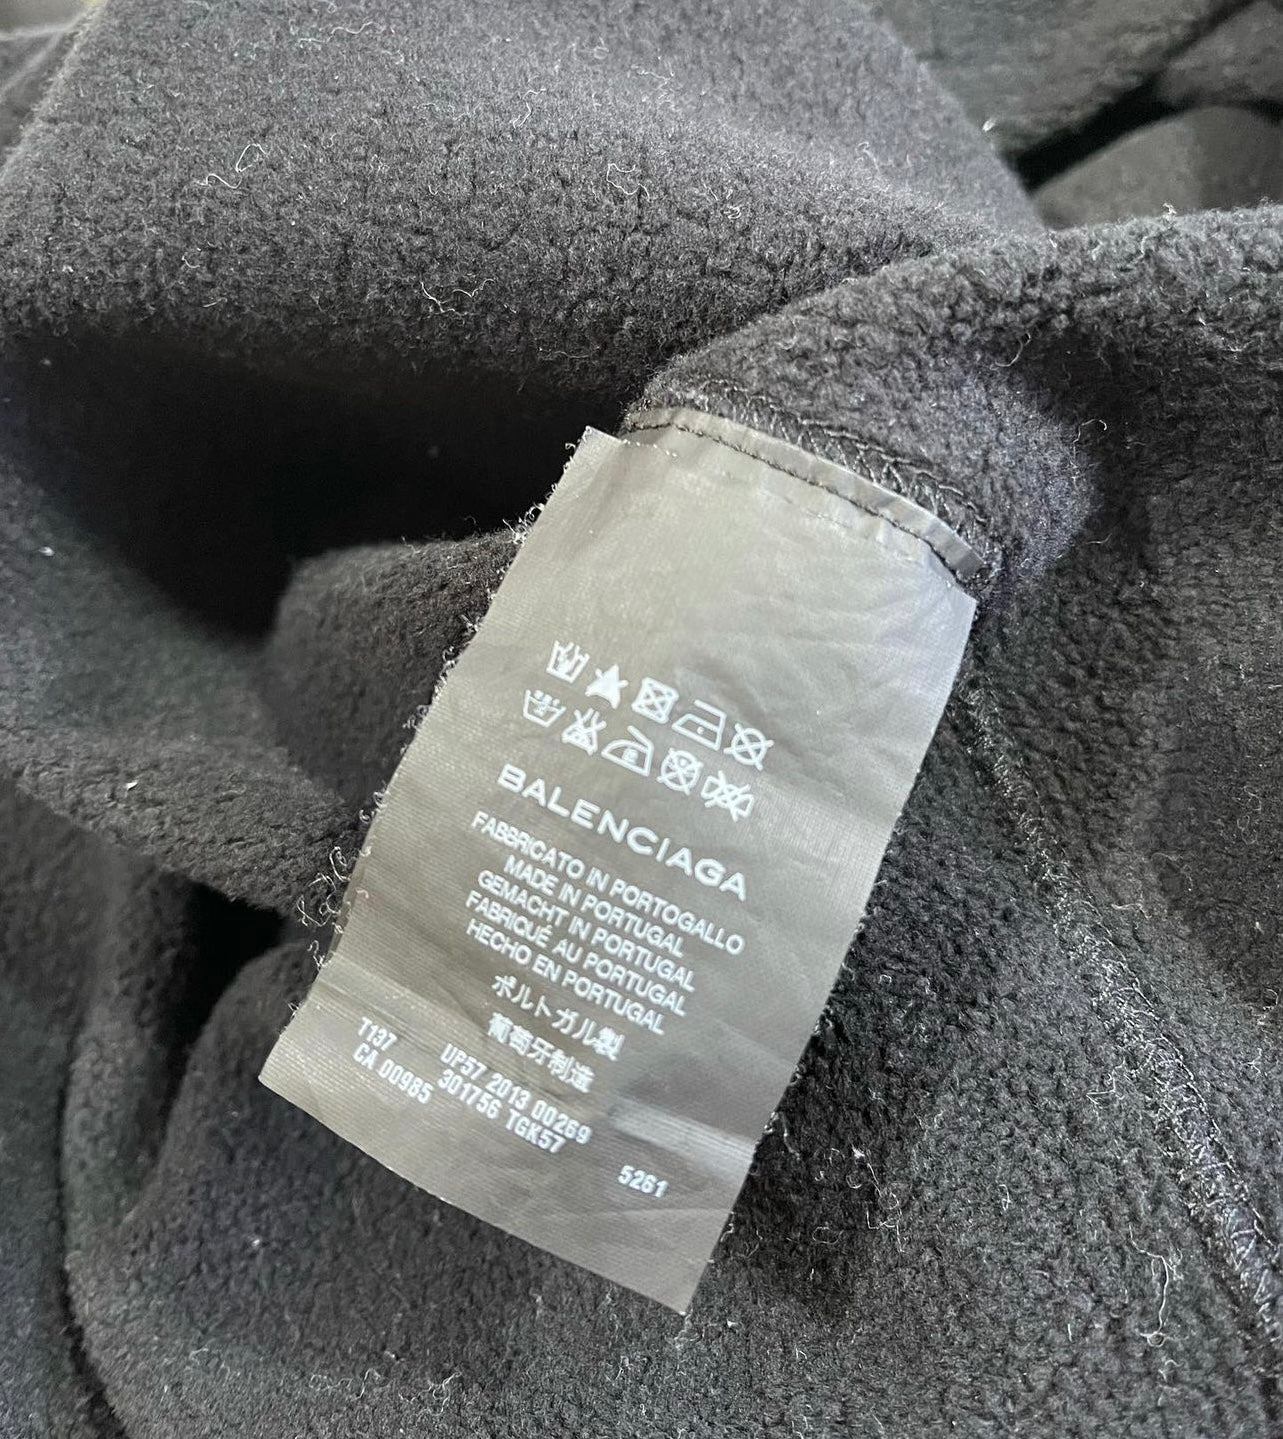 BALENCIAGA
FABBRICATO IN PORTOGALLO
MADE IN PORTUGAL
GEMACHT IN PORTUGAL
FABRIQUÉ AU PORTUGAL
HECHO EN PORTUGAL
ポルトガル製
葡萄牙制造
T137 UP57 2013 00269
CA 00985 301756 TGK57
5261